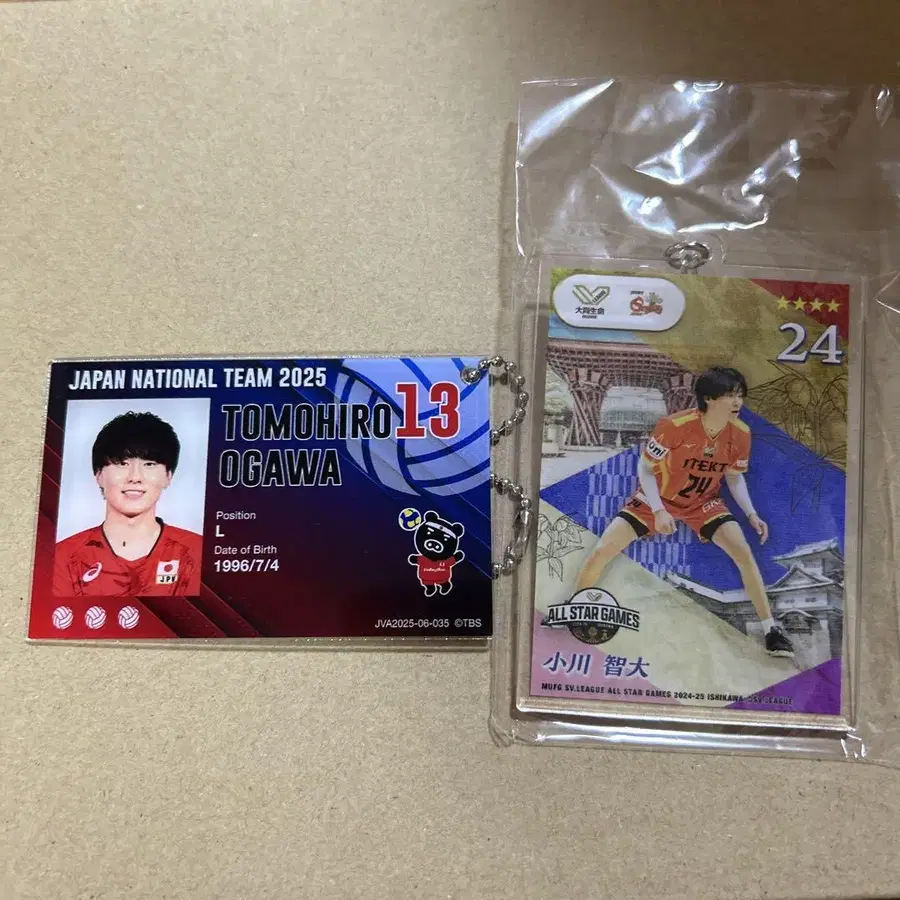 JAPAN NATIONAL TEAM 2025
TOMOHIRO 13
OGAWA
Position
L
Date of Birth
1996/7/4
JPN
JVA2025-06-035 ©TBS
大同生命
24
JTEKT
24
ALL STAR GAMES
小川 智大
MUFG SV.LEAGUE ALL STAR GAMES 2024-25 ISHIKAWA ©SV.LEAGUE